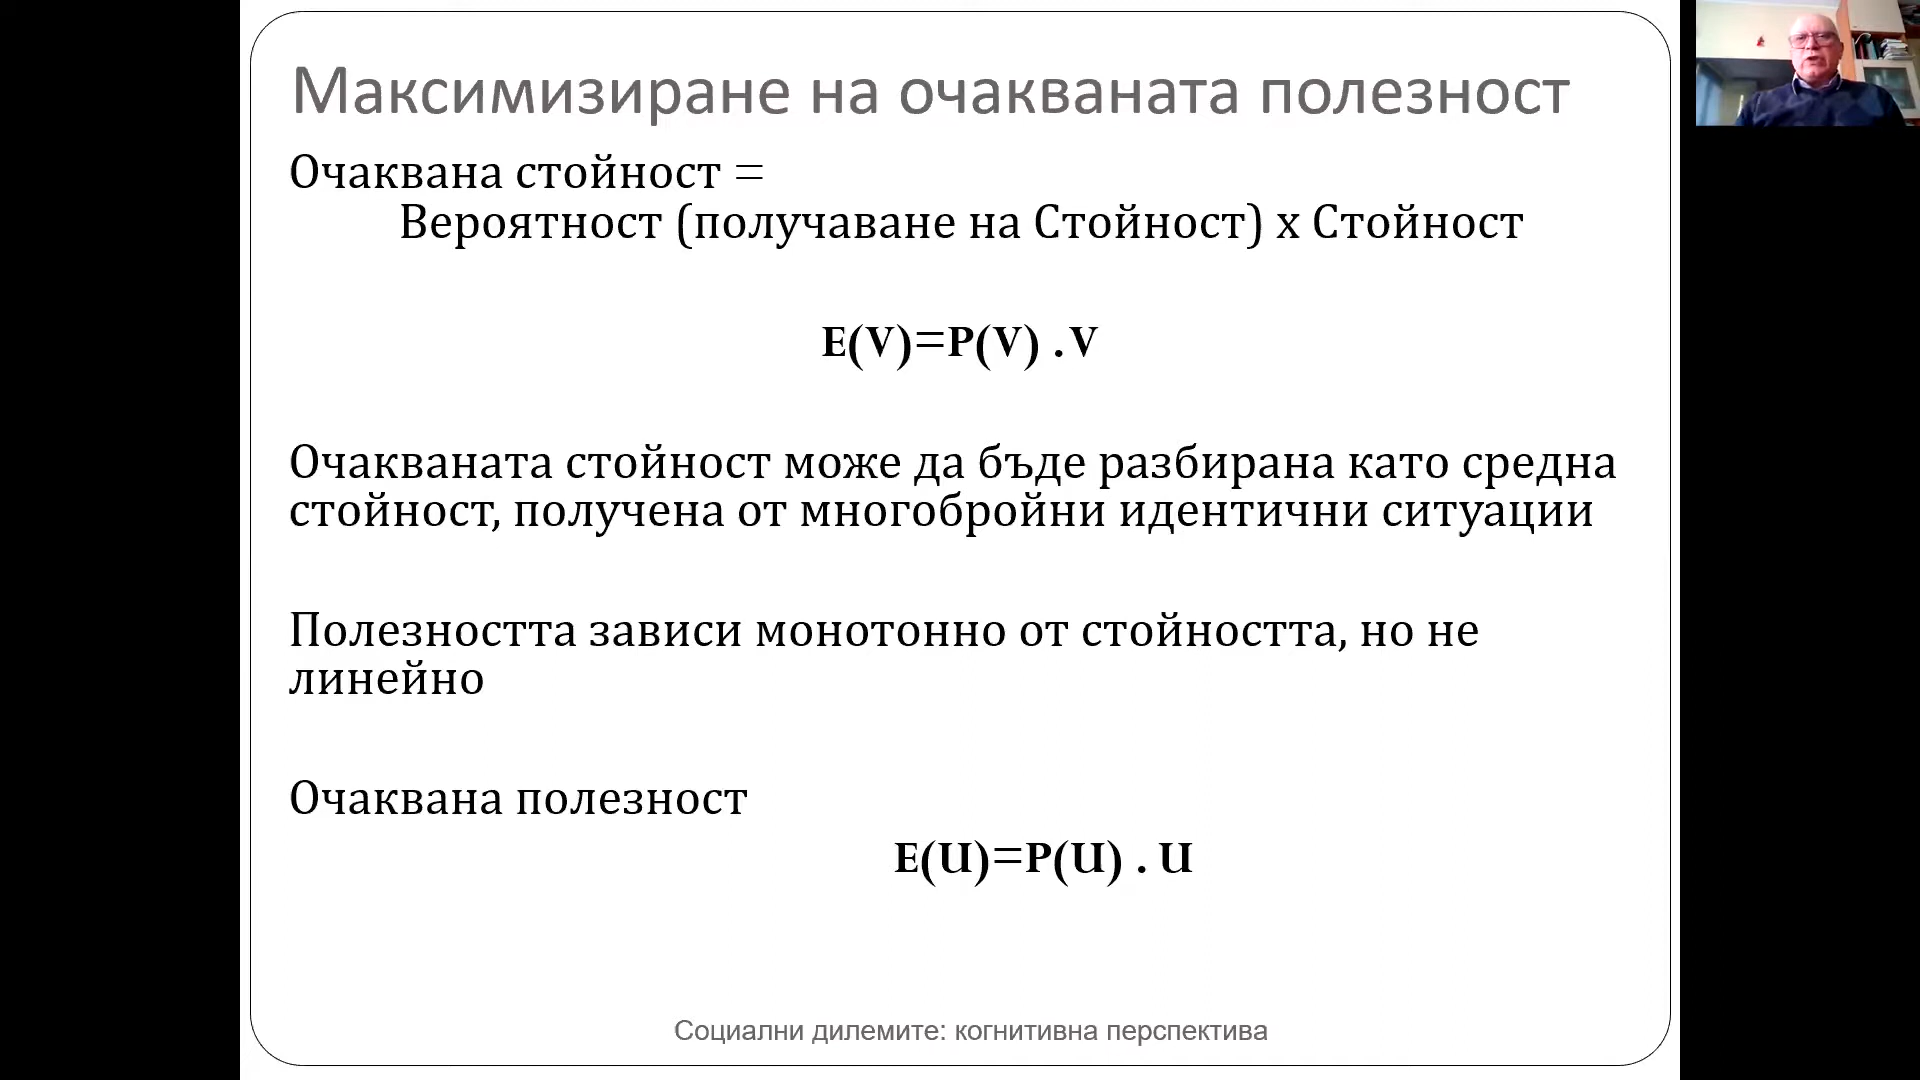 Максимизиране на очакваната полезност
Очаквана стойност =
Вероятност (получаване на Стойност) x Стойност
E(V)=P(V) .V
Очакваната стойност може да бъде разбирана като средна
стойност, получена от многобройни идентични ситуации
Полезността зависи монотонно от стойността, но не
линейно
Очаквана полезност
E(U)=P(U) . U
Социални дилемите: когнитивна перспектива